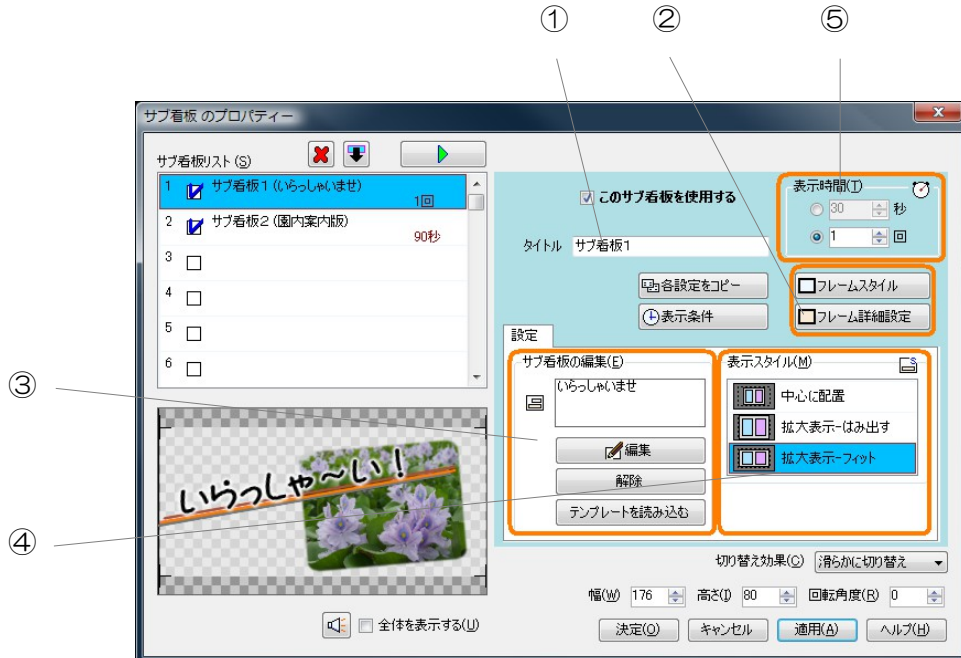 ① ② ⑤
サブ看板 のプロパティー
サブ看板リスト(S)
1 サブ看板1(いらっしゃいませ)
1回
2 サブ看板2(園内案内版)
90秒
3
4
5
6
このサブ看板を使用する
タイトル サブ看板1
表示時間(T)
30 秒
1 回
各設定をコピー
表示条件
フレームスタイル
フレーム詳細設定
設定
サブ看板の編集(E)
いらっしゃいませ
編集
解除
テンプレートを読み込む
表示スタイル(M)
中心に配置
拡大表示-はみ出す
拡大表示-フィット
③
④
いらっしゃ〜い!
切り替え効果(C) 滑らかに切り替え
幅(W) 176 高さ(I) 80 回転角度(R) 0
全体を表示する(U)
決定(O) キャンセル 適用(A) ヘルプ(H)